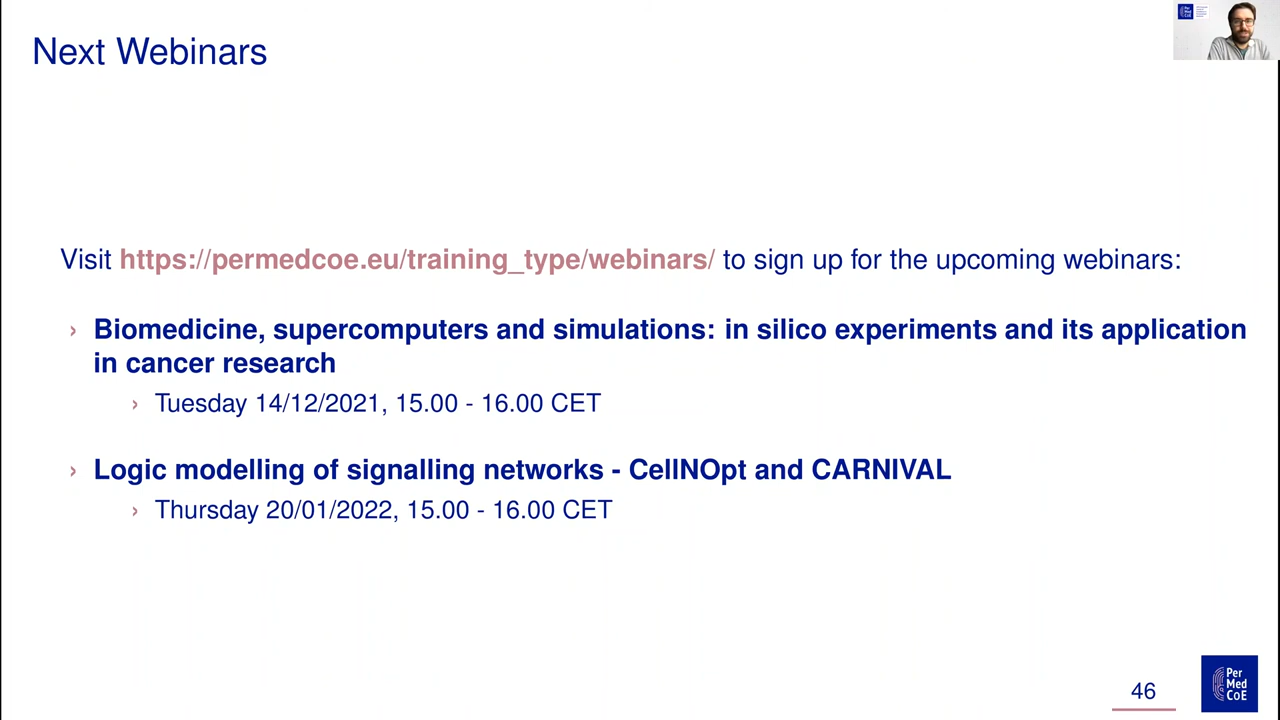 Next Webinars
Visit https://permedcoe.eu/training_type/webinars/ to sign up for the upcoming webinars:
› Biomedicine, supercomputers and simulations: in silico experiments and its application
in cancer research
› Tuesday 14/12/2021, 15.00 - 16.00 CET
› Logic modelling of signalling networks - CellNOpt and CARNIVAL
› Thursday 20/01/2022, 15.00 - 16.00 CET
46
Per
Med
CoE
Per
Med
CoE